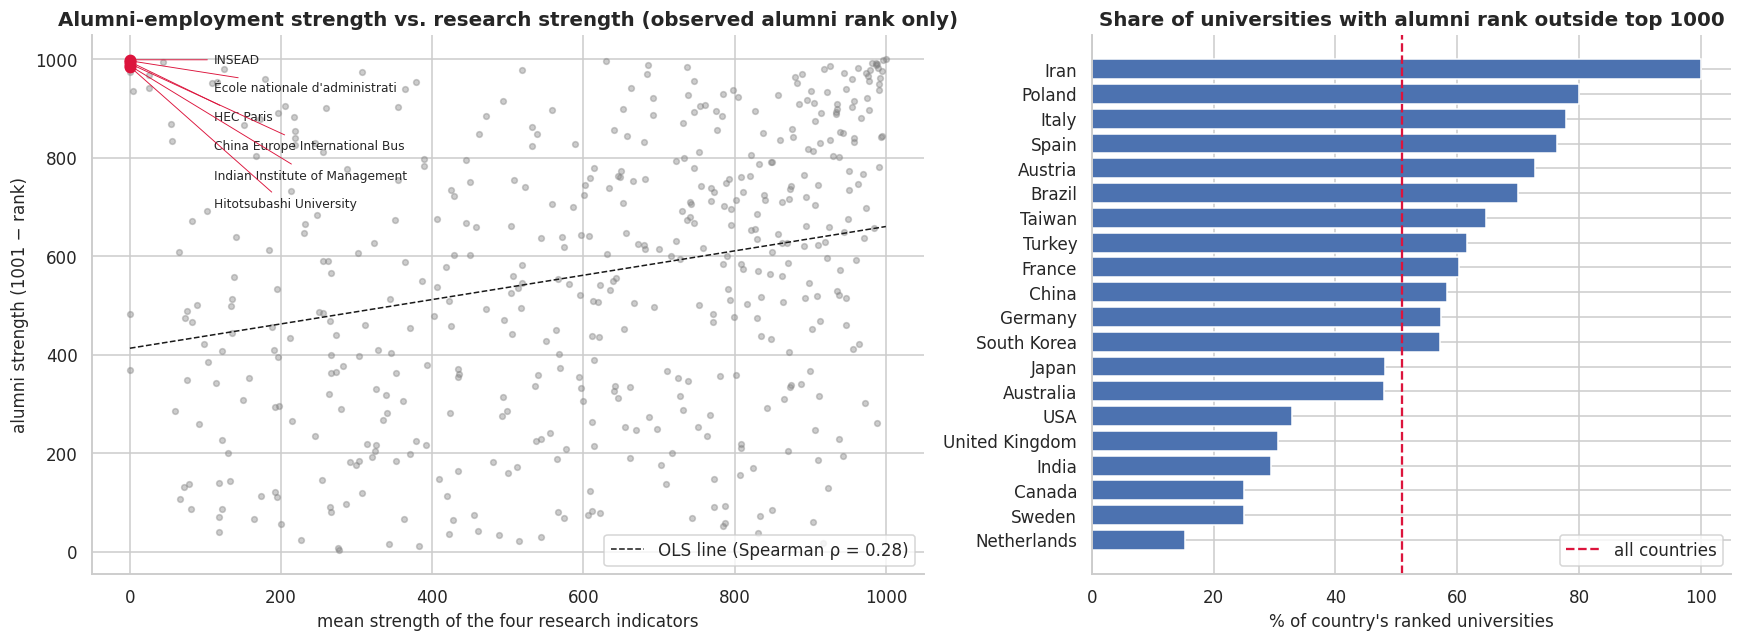 Alumni-employment strength vs. research strength (observed alumni rank only)
alumni strength (1001 − rank)
1000
800
600
400
200
0
INSEAD
École nationale d'administrati
HEC Paris
China Europe International Bus
Indian Institute of Management
Hitotsubashi University
OLS line (Spearman ρ = 0.28)
0 200 400 600 800 1000
mean strength of the four research indicators
Share of universities with alumni rank outside top 1000
Iran
Poland
Italy
Spain
Austria
Brazil
Taiwan
Turkey
France
China
Germany
South Korea
Japan
Australia
USA
United Kingdom
India
Canada
Sweden
Netherlands
all countries
0 20 40 60 80 100
% of country's ranked universities